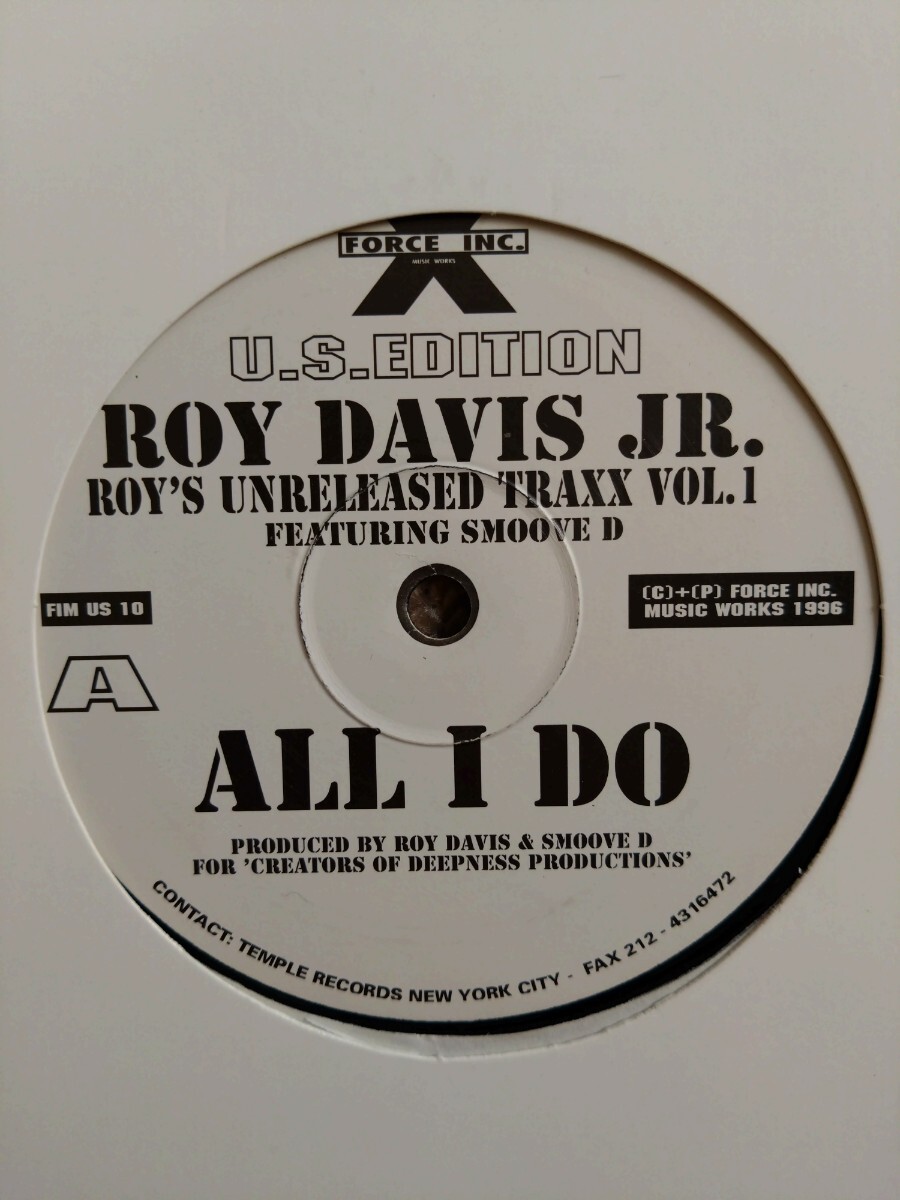 FORCE INC.
MUSIC WORKS
U.S.EDITION
ROY DAVIS JR.
ROY'S UNRELEASED TRAXX VOL.1
FEATURING SMOOVE D
FIM US 10
(C)+(P) FORCE INC.
MUSIC WORKS 1996
A
ALL I DO
PRODUCED BY ROY DAVIS & SMOOVE D
FOR 'CREATORS OF DEEPNESS PRODUCTIONS'
CONTACT: TEMPLE RECORDS NEW YORK CITY - FAX 212 - 4316472